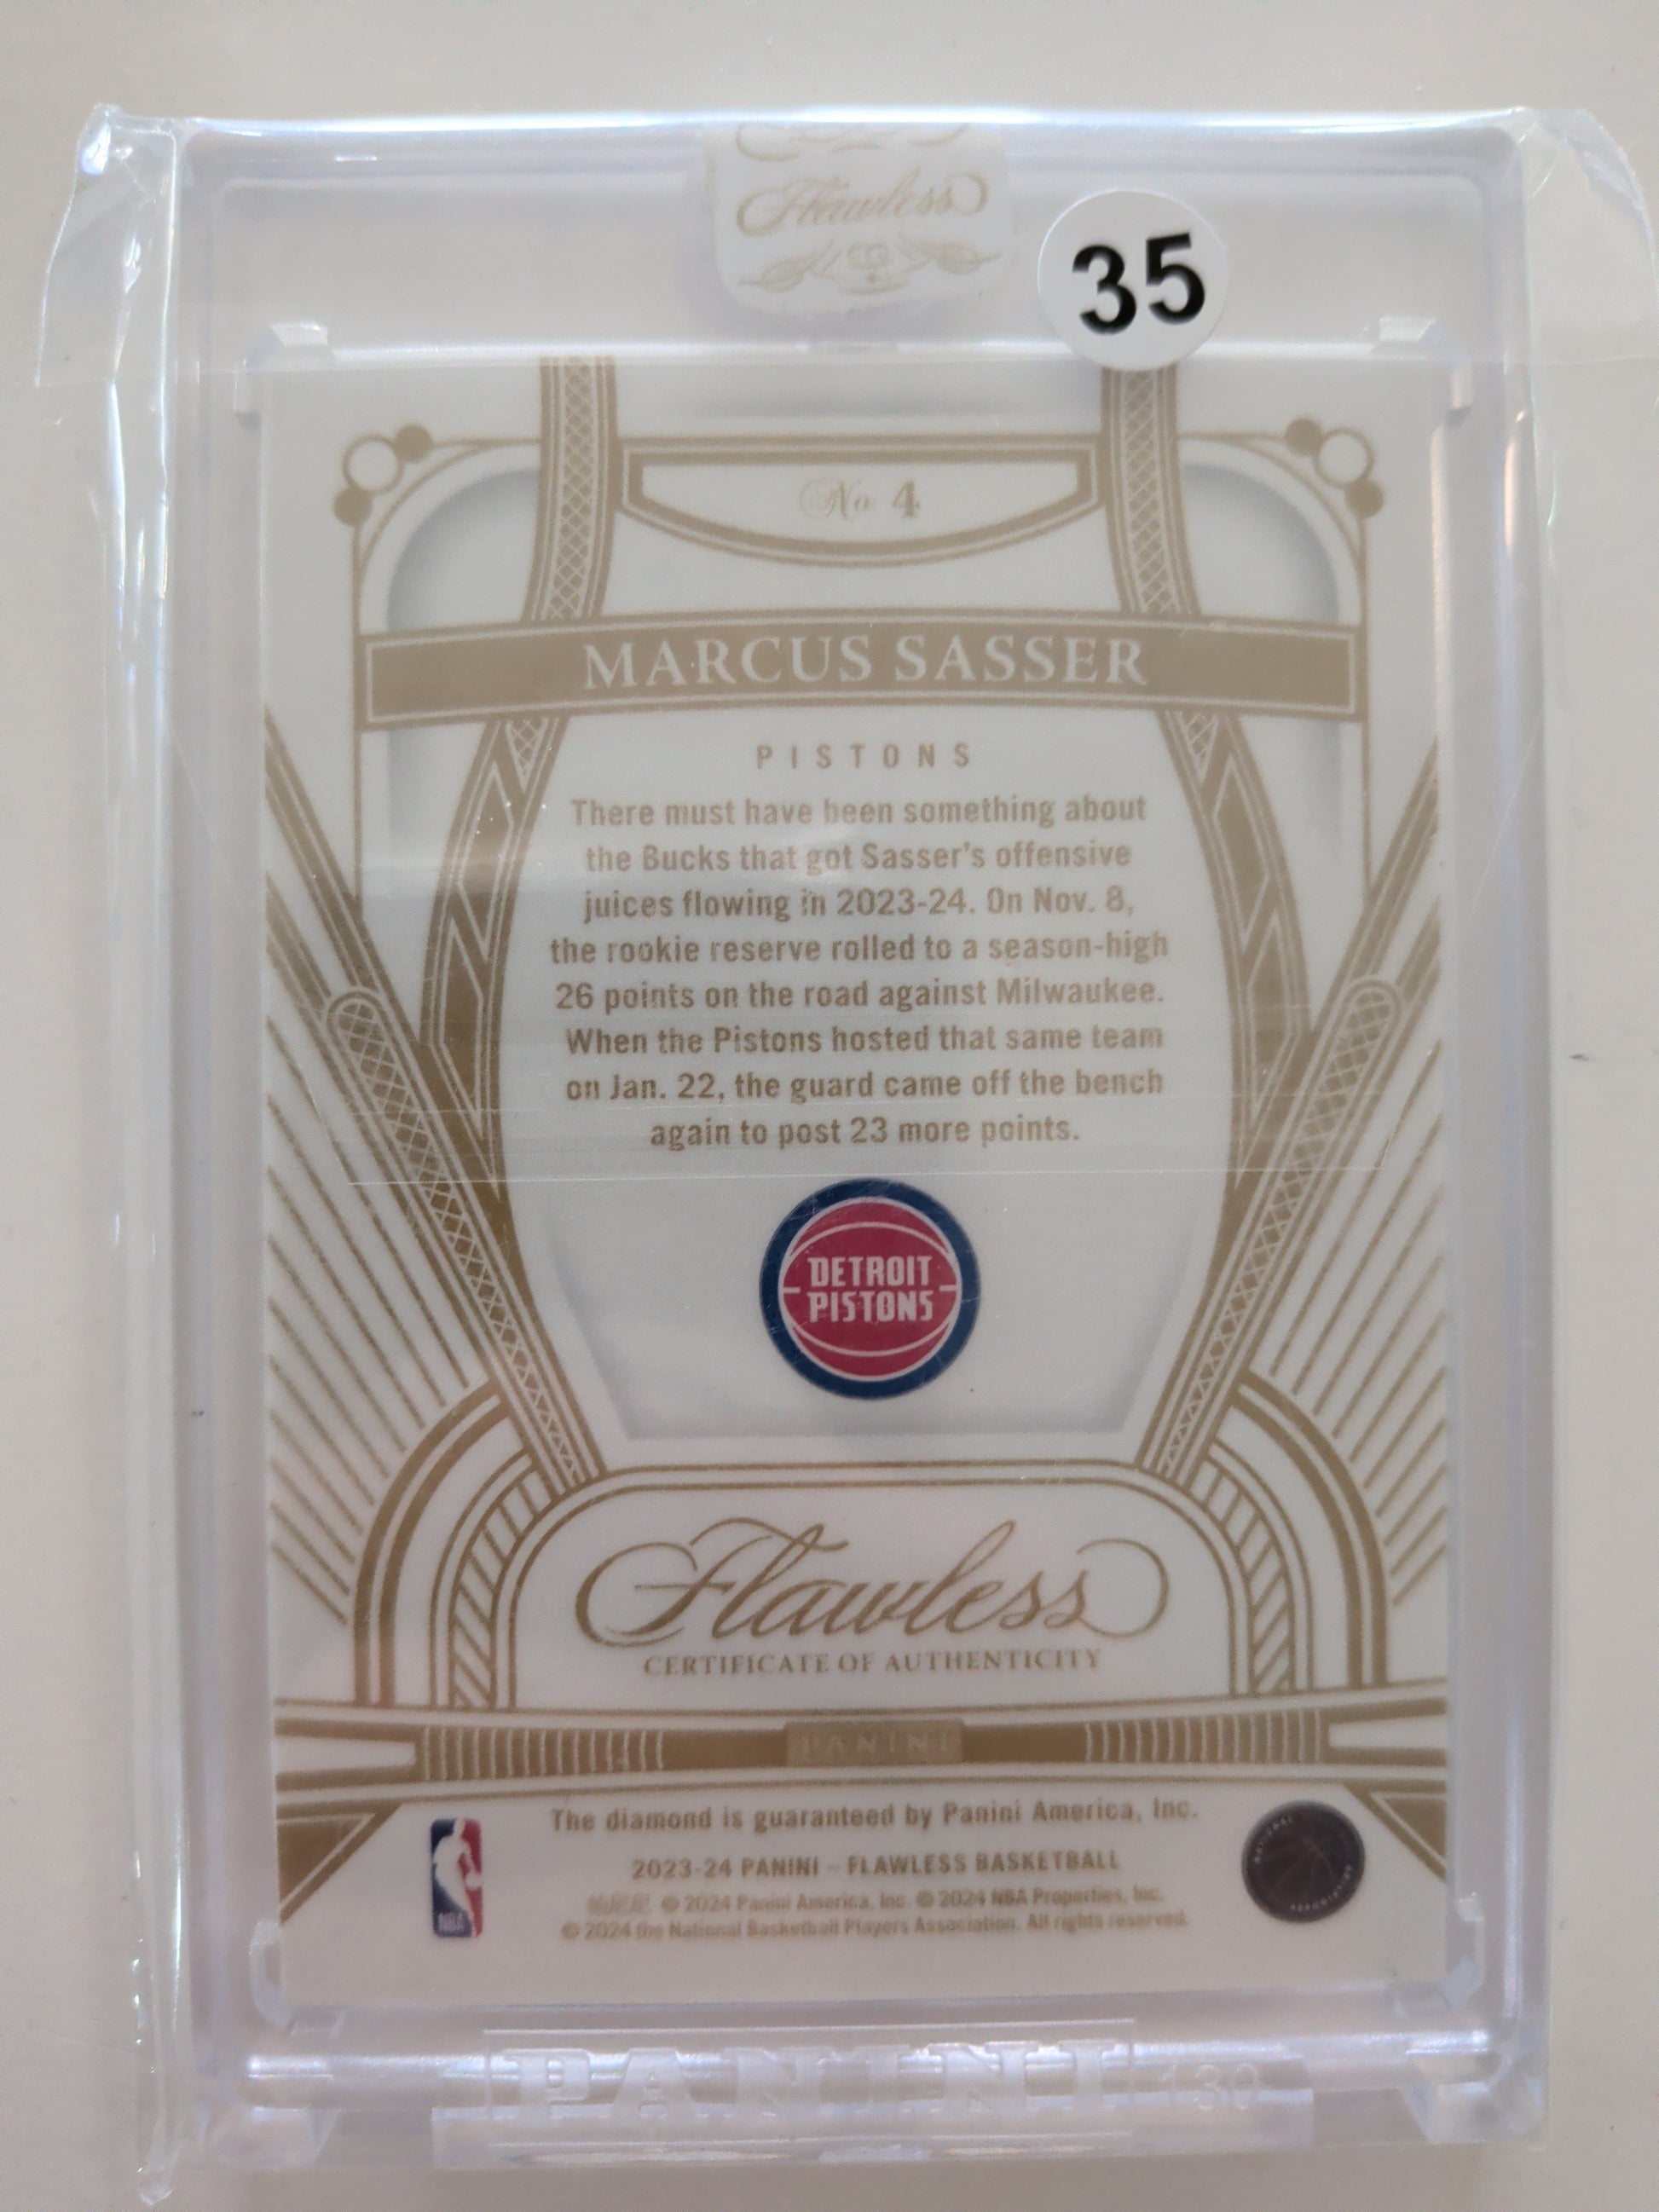 Flawless
35
No. 4
MARCUS SASSER
PISTONS
There must have been something about
the Bucks that got Sasser's offensive
juices flowing in 2023-24. On Nov. 8,
the rookie reserve rolled to a season-high
26 points on the road against Milwaukee.
When the Pistons hosted that same team
on Jan. 22, the guard came off the bench
again to post 23 more points.
DETROIT
PISTONS
Flawless
CERTIFICATE OF AUTHENTICITY
PANINI
The diamond is guaranteed by Panini America, Inc.
2023-24 PANINI - FLAWLESS BASKETBALL
© 2024 Panini America, Inc. © 2024 NBA Properties, Inc.
© 2024 the National Basketball Players Association. All rights reserved.
NBA
PANINI 130